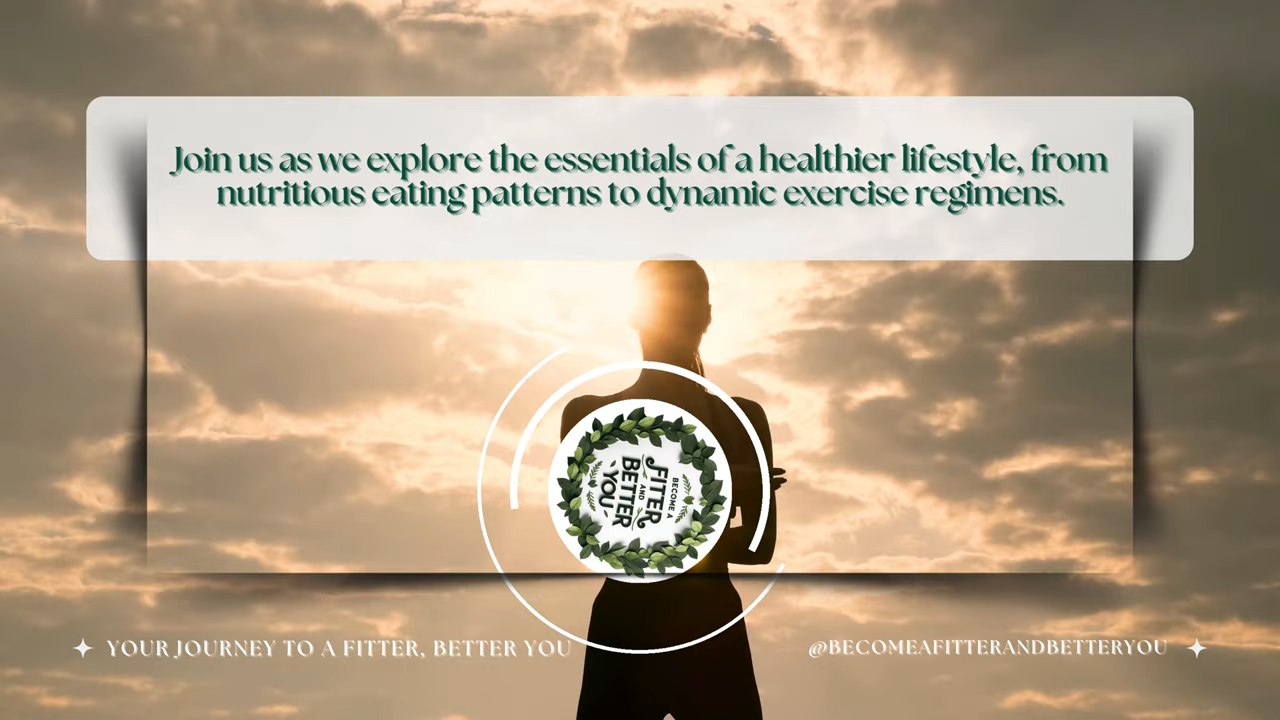 Join us as we explore the essentials of a healthier lifestyle, from
nutritious eating patterns to dynamic exercise regimens.
BECOME A
FITTER
AND
BETTER
YOU
YOUR JOURNEY TO A FITTER, BETTER YOU
@BECOMEAFITTERANDBETTERYOU